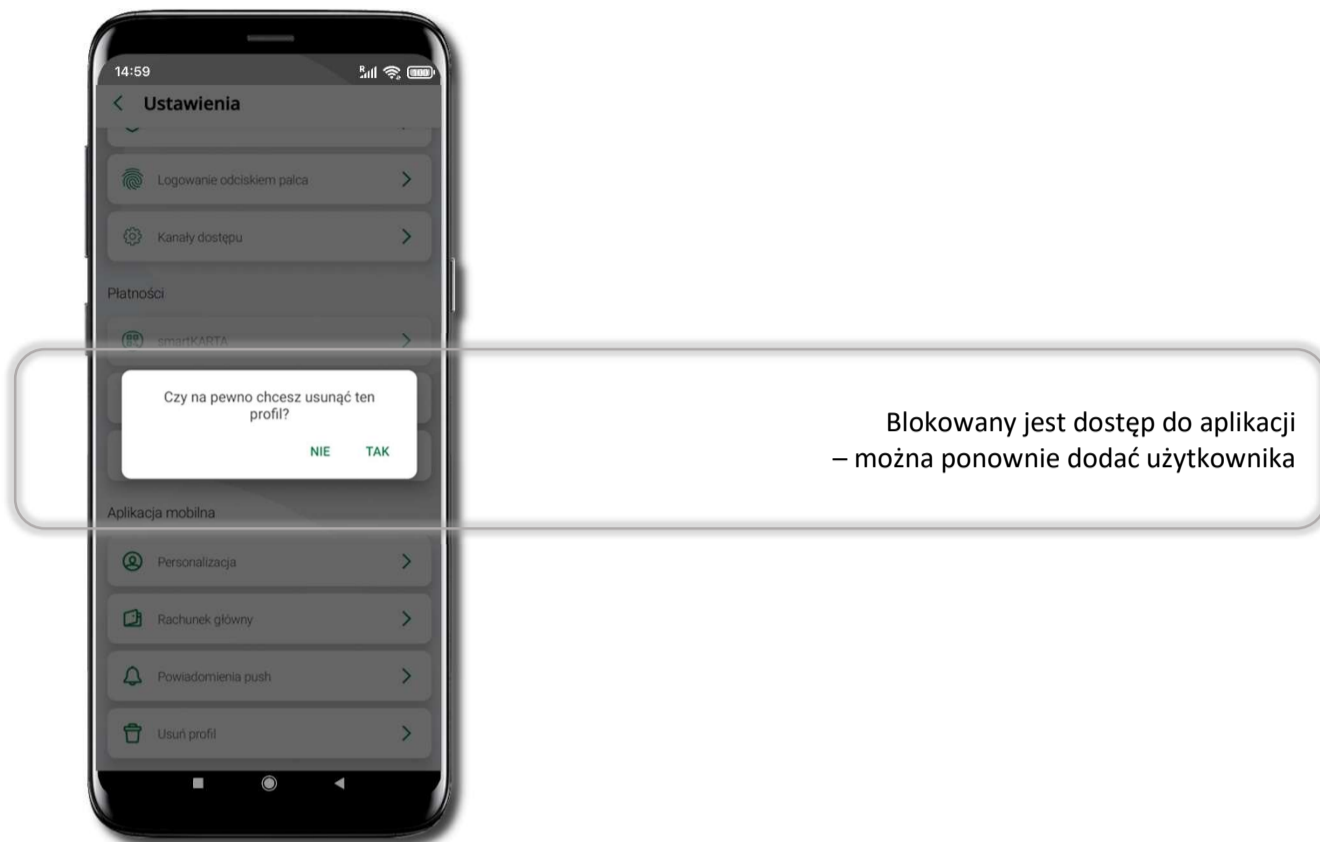 14:59
Ustawienia
Logowanie odciskiem palca
Kanały dostępu
Płatności
smartKARTA
Czy na pewno chcesz usunąć ten
profil?
NIE TAK
Blokowany jest dostęp do aplikacji
– można ponownie dodać użytkownika
Aplikacja mobilna
Personalizacja
Rachunek główny
Powiadomienia push
Usuń profil